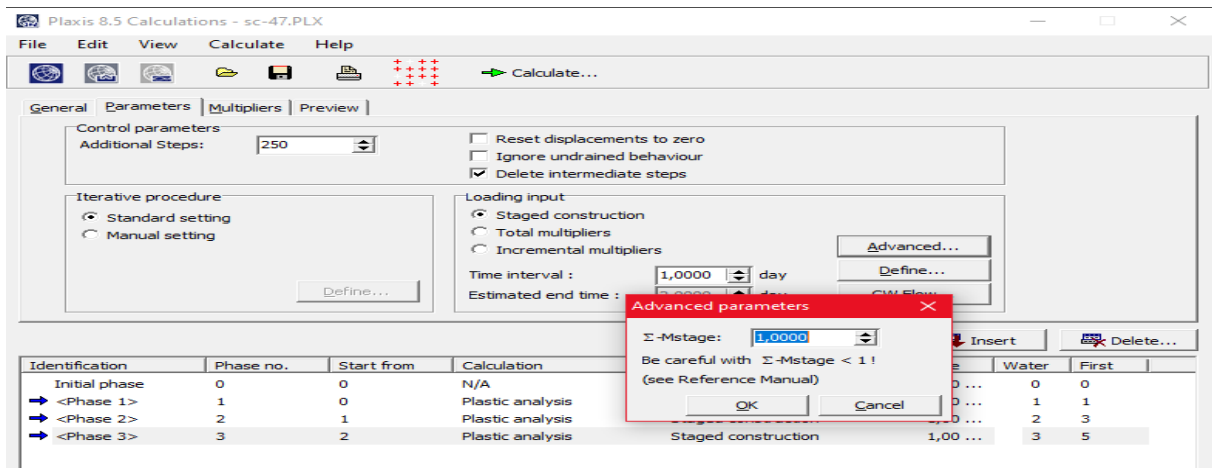 Plaxis 8.5 Calculations - sc-47.PLX
File Edit View Calculate Help
Calculate...
General Parameters Multipliers Preview
Control parameters
Additional Steps: 250
Reset displacements to zero
Ignore undrained behaviour
Delete intermediate steps
Iterative procedure
Standard setting
Manual setting
Define...
Loading input
Staged construction
Total multipliers
Incremental multipliers
Advanced...
Time interval : 1,0000 day
Define...
Estimated end time :
Advanced parameters
Σ-Mstage: 1,0000
Be careful with Σ-Mstage < 1 !
(see Reference Manual)
OK Cancel
Insert Delete...
Identification Phase no. Start from Calculation Water First
Initial phase 0 0 N/A 0 0
<Phase 1> 1 0 Plastic analysis 1 1
<Phase 2> 2 1 Plastic analysis 2 3
<Phase 3> 3 2 Plastic analysis Staged construction 1,00 ... 3 5